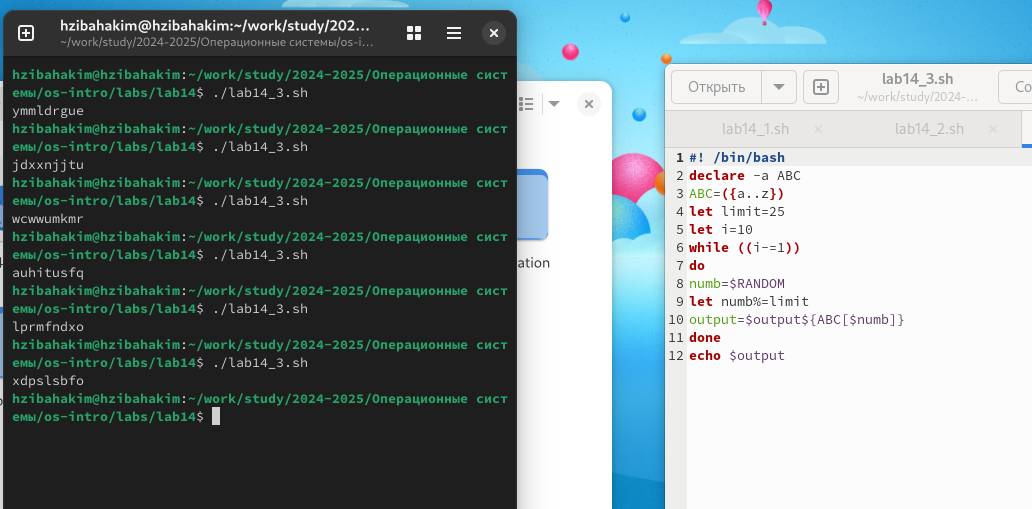 hzibahakim@hzibahakim:~/work/study/202...
~/work/study/2024-2025/Операционные системы/os-i...
hzibahakim@hzibahakim:~/work/study/2024-2025/Операционные сист
емы/os-intro/labs/lab14$ ./lab14_3.sh
ymmldrgue
hzibahakim@hzibahakim:~/work/study/2024-2025/Операционные сист
емы/os-intro/labs/lab14$ ./lab14_3.sh
jdxxnjjtu
hzibahakim@hzibahakim:~/work/study/2024-2025/Операционные сист
емы/os-intro/labs/lab14$ ./lab14_3.sh
wcwwumkmr
hzibahakim@hzibahakim:~/work/study/2024-2025/Операционные сист
емы/os-intro/labs/lab14$ ./lab14_3.sh
auhitusfq
hzibahakim@hzibahakim:~/work/study/2024-2025/Операционные сист
емы/os-intro/labs/lab14$ ./lab14_3.sh
lprmfndxo
hzibahakim@hzibahakim:~/work/study/2024-2025/Операционные сист
емы/os-intro/labs/lab14$ ./lab14_3.sh
xdpslsbfo
hzibahakim@hzibahakim:~/work/study/2024-2025/Операционные сист
емы/os-intro/labs/lab14$
ation
Открыть
lab14_3.sh
~/work/study/2024-...
Со
lab14_1.sh
lab14_2.sh
1 #! /bin/bash
2 declare -a ABC
3 ABC=({a..z})
4 let limit=25
5 let i=10
6 while ((i-=1))
7 do
8 numb=$RANDOM
9 let numb%=limit
10 output=$output${ABC[$numb]}
11 done
12 echo $output